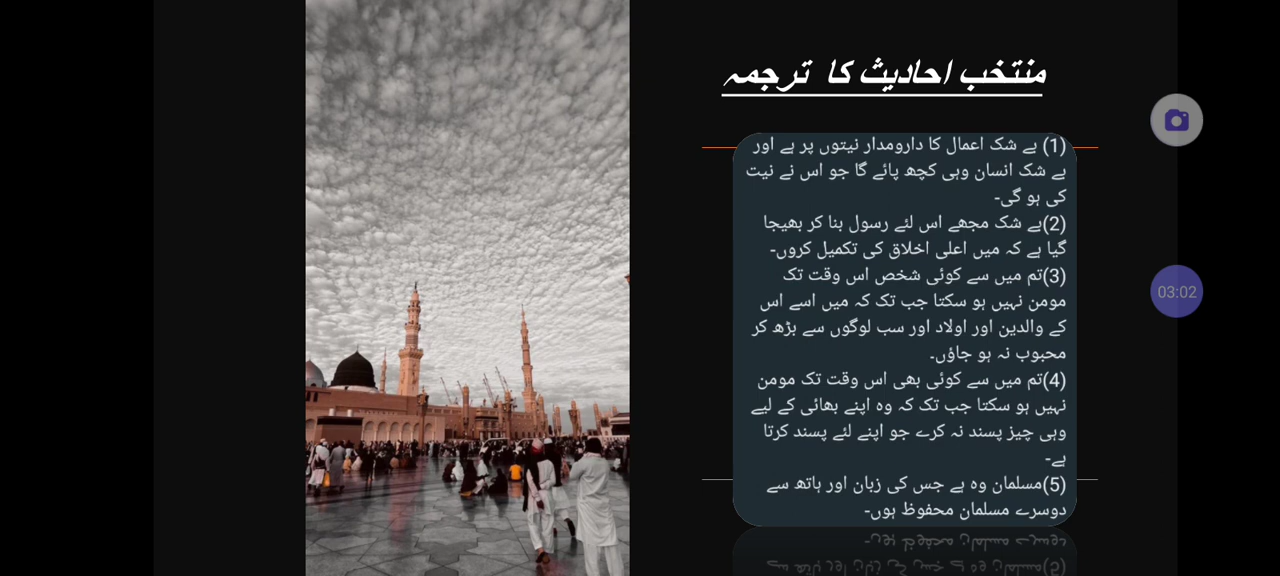 منتخب احادیث کا ترجمہ
(1) بے شک اعمال کا دارومدار نیتوں پر ہے اور
بے شک انسان وہی کچھ پائے گا جو اس نے نیت
کی ہو گی۔
(2)بے شک مجھے اس لئے رسول بنا کر بھیجا
گیا ہے کہ میں اعلی اخلاق کی تکمیل کروں۔
(3)تم میں سے کوئی شخص اس وقت تک
مومن نہیں ہو سکتا جب تک کہ میں اسے اس
کے والدین اور اولاد اور سب لوگوں سے بڑھ کر
محبوب نہ ہو جاؤں۔
(4)تم میں سے کوئی بھی اس وقت تک مومن
نہیں ہو سکتا جب تک کہ وہ اپنے بھائی کے لیے
وہی چیز پسند نہ کرے جو اپنے لئے پسند کرتا
ہے۔
(5)مسلمان وہ ہے جس کی زبان اور ہاتھ سے
دوسرے مسلمان محفوظ ہوں۔
03:02